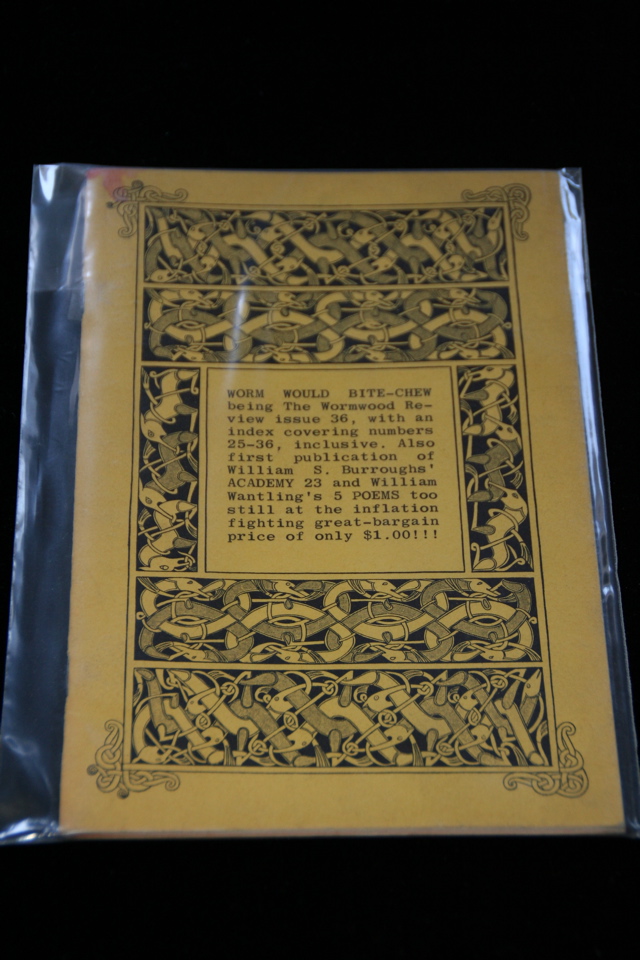 WORM WOULD BITE-CHEW
being The Wormwood Re-
view issue 36, with an
index covering numbers
25-36, inclusive. Also
first publication of
William S. Burroughs'
ACADEMY 23 and William
Wantling's 5 POEMS too
still at the inflation
fighting great-bargain
price of only $1.00!!!